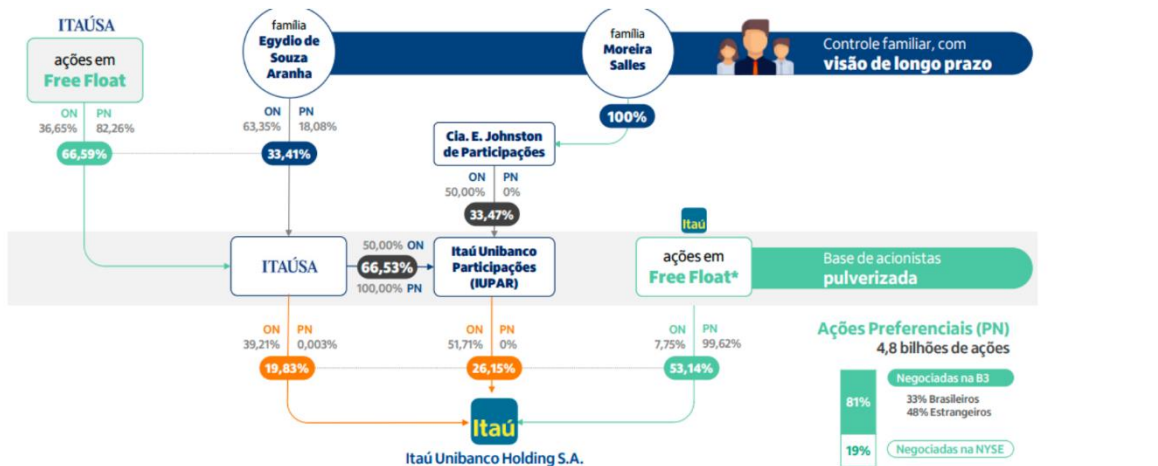 ITAÚSA
ações em
Free Float
ON PN
36,65% 82,26%
66,59%
família
Egydio de
Souza
Aranha
ON PN
63,35% 18,08%
33,41%
família
Moreira
Salles
Controle familiar, com
visão de longo prazo
100%
Cia. E. Johnston
de Participações
ON PN
50,00% 0%
33,47%
ITAÚSA
50,00% ON
66,53%
100,00% PN
Itaú Unibanco
Participações
(IUPAR)
Itaú
ações em
Free Float*
Base de acionistas
pulverizada
ON PN
39,21% 0,003%
19,83%
ON PN
51,71% 0%
26,15%
ON PN
7,75% 99,62%
53,14%
Itaú
Itaú Unibanco Holding S.A.
Ações Preferenciais (PN)
4,8 bilhões de ações
81%
Negociadas na B3
33% Brasileiros
48% Estrangeiros
19%
Negociadas na NYSE